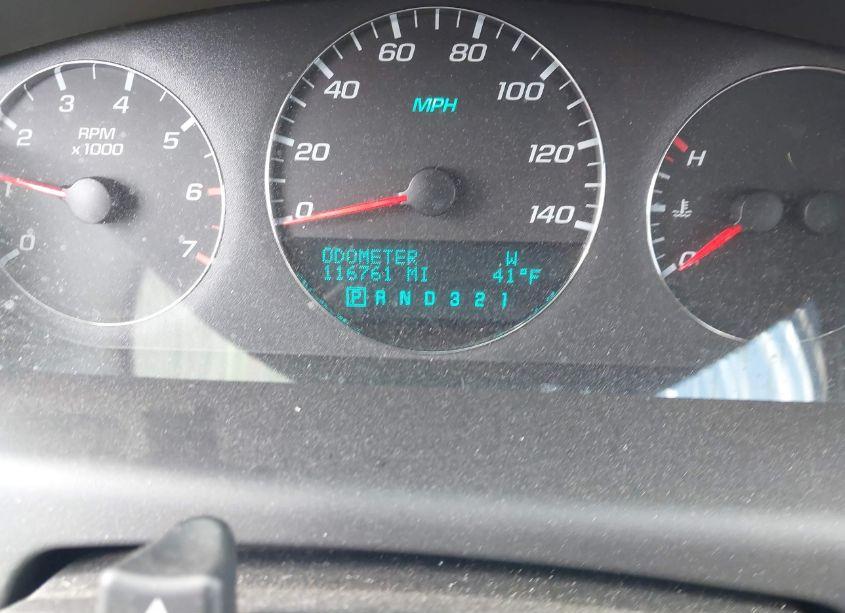 0 1 2 3 4 5 6 7
RPM
x1000
0 20 40 60 80 100 120 140
MPH
ODOMETER W
116761 MI 41°F
P R N D 3 2 1
H
C